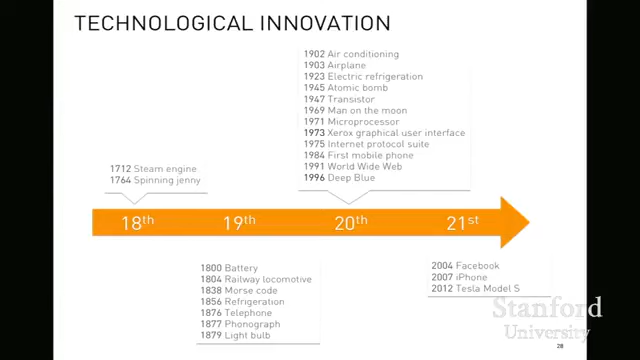 TECHNOLOGICAL INNOVATION
1902 Air conditioning
1903 Airplane
1923 Electric refrigeration
1945 Atomic bomb
1947 Transistor
1969 Man on the moon
1971 Microprocessor
1973 Xerox graphical user interface
1975 Internet protocol suite
1984 First mobile phone
1991 World Wide Web
1996 Deep Blue
1712 Steam engine
1764 Spinning jenny
18th 19th 20th 21st
1800 Battery
1804 Railway locomotive
1838 Morse code
1856 Refrigeration
1876 Telephone
1877 Phonograph
1879 Light bulb
2004 Facebook
2007 iPhone
2012 Tesla Model S
Stanford
University
28